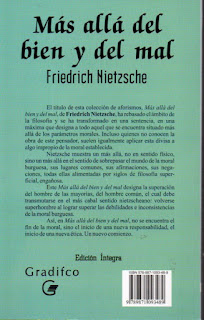 Más allá del
bien y del mal
Friedrich Nietzsche
El título de esta colección de aforismos, Más allá del
bien y del mal, de Friedrich Nietzsche, ha rebasado el ámbito de
la filosofía y se ha transformado en una sentencia, en una
máxima que designa a todo aquel que se encuentra situado más
allá de los parámetros morales. Incluso quienes no conocen la
obra de este pensador, suelen igualmente aplicar esta divisa a
algo impregnado de la moral establecida.
Nietzsche muestra un más allá, no en sentido físico,
sino un más allá en el sentido de sobrepasar el mundo de la moral
burguesa, sus lugares comunes, sus afirmaciones, sus
negaciones, todas ellas alimentadas por siglos de filosofía
superficial, engañosa.
Este Más allá del bien y del mal designa la superación
del hombre de las mayorías, del hombre común, el cual debe
transmutarse en el más cabal sentido nietzscheano: volverse
superhombre al lograr superar las debilidades e inconsistencias
de la moral burguesa.
Así, en Más allá del bien y del mal, no se encuentra el
fin de la moral, sino el inicio de una nueva responsabilidad, el
inicio de una nueva ética. Un nuevo comienzo.
Edición Íntegra
Gradifco
G